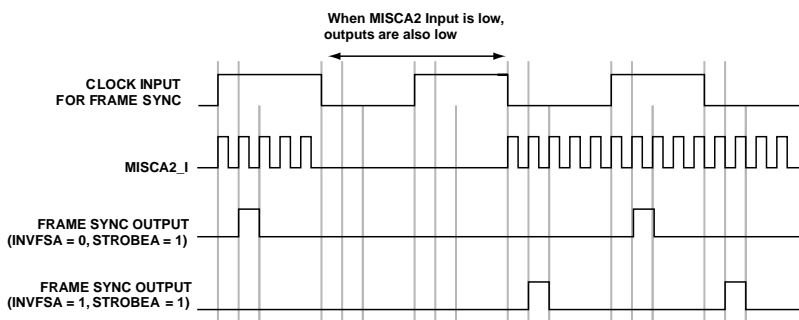 When MISCA2 Input is low,
outputs are also low
CLOCK INPUT
FOR FRAME SYNC
MISCA2_I
FRAME SYNC OUTPUT
(INVFSA = 0, STROBEA = 1)
FRAME SYNC OUTPUT
(INVFSA = 1, STROBEA = 1)